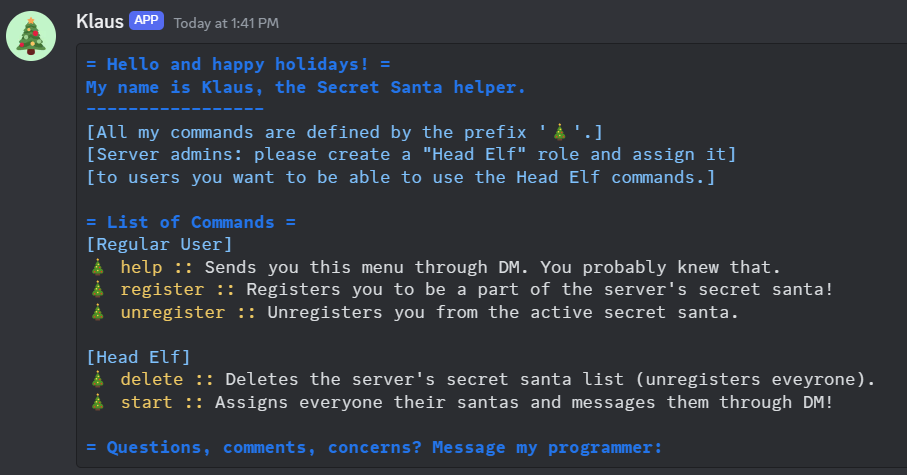 Klaus APP Today at 1:41 PM
= Hello and happy holidays! =
My name is Klaus, the Secret Santa helper.
-----------------
[All my commands are defined by the prefix '🎄'.]
[Server admins: please create a "Head Elf" role and assign it]
[to users you want to be able to use the Head Elf commands.]
= List of Commands =
[Regular User]
🎄 help :: Sends you this menu through DM. You probably knew that.
🎄 register :: Registers you to be a part of the server's secret santa!
🎄 unregister :: Unregisters you from the active secret santa.
[Head Elf]
🎄 delete :: Deletes the server's secret santa list (unregisters eveyrone).
🎄 start :: Assigns everyone their santas and messages them through DM!
= Questions, comments, concerns? Message my programmer: